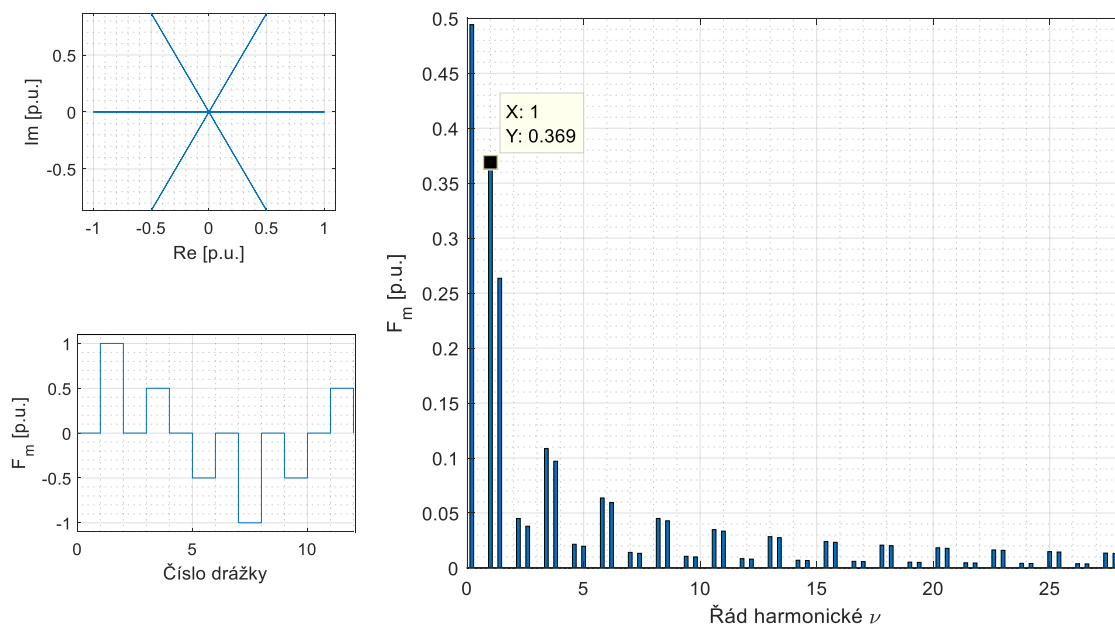 0.5
0
-0.5
Im [p.u.]
-1 -0.5 0 0.5 1
Re [p.u.]
1
0.5
0
-0.5
-1
F_m [p.u.]
0 5 10
Číslo drážky
0.5
0.45
0.4
0.35
0.3
0.25
0.2
0.15
0.1
0.05
0
F_m [p.u.]
X: 1
Y: 0.369
0 5 10 15 20 25
Řád harmonické ν